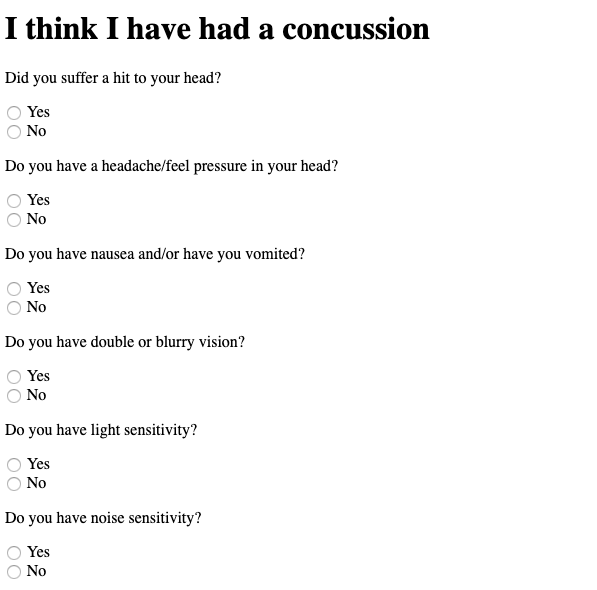 I think I have had a concussion
Did you suffer a hit to your head?
Yes
No
Do you have a headache/feel pressure in your head?
Yes
No
Do you have nausea and/or have you vomited?
Yes
No
Do you have double or blurry vision?
Yes
No
Do you have light sensitivity?
Yes
No
Do you have noise sensitivity?
Yes
No